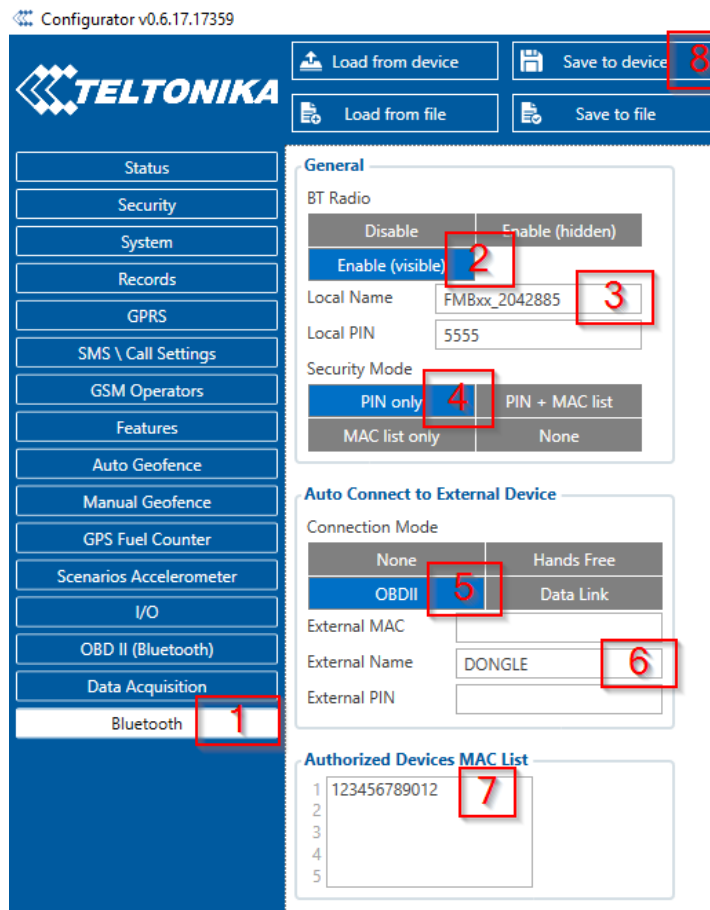 Configurator v0.6.17.17359
TELTONIKA
Load from device
Save to device
8
Load from file
Save to file
Status
Security
System
Records
GPRS
SMS \ Call Settings
GSM Operators
Features
Auto Geofence
Manual Geofence
GPS Fuel Counter
Scenarios Accelerometer
I/O
OBD II (Bluetooth)
Data Acquisition
Bluetooth
1
General
BT Radio
Disable
Enable (hidden)
Enable (visible)
2
Local Name
FMBxx_2042885
3
Local PIN
5555
Security Mode
PIN only
4
PIN + MAC list
MAC list only
None
Auto Connect to External Device
Connection Mode
None
Hands Free
OBDII
5
Data Link
External MAC
External Name
DONGLE
6
External PIN
Authorized Devices MAC List
1 123456789012
7
2
3
4
5